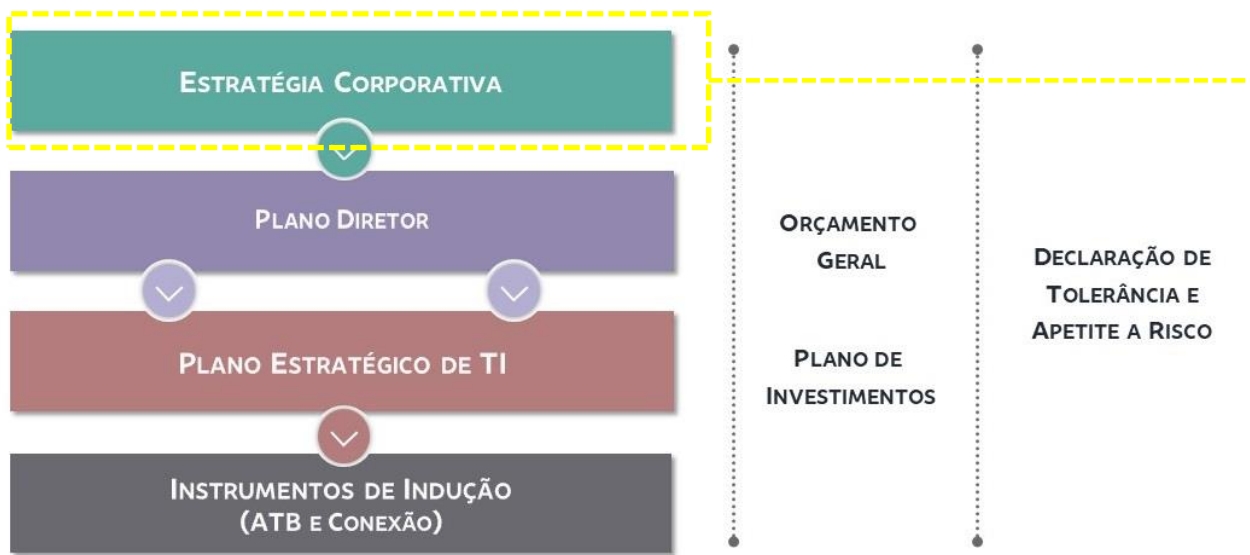 ESTRATÉGIA CORPORATIVA
PLANO DIRETOR
PLANO ESTRATÉGICO DE TI
INSTRUMENTOS DE INDUÇÃO
(ATB E CONEXÃO)
ORÇAMENTO
GERAL
PLANO DE
INVESTIMENTOS
DECLARAÇÃO DE
TOLERÂNCIA E
APETITE A RISCO